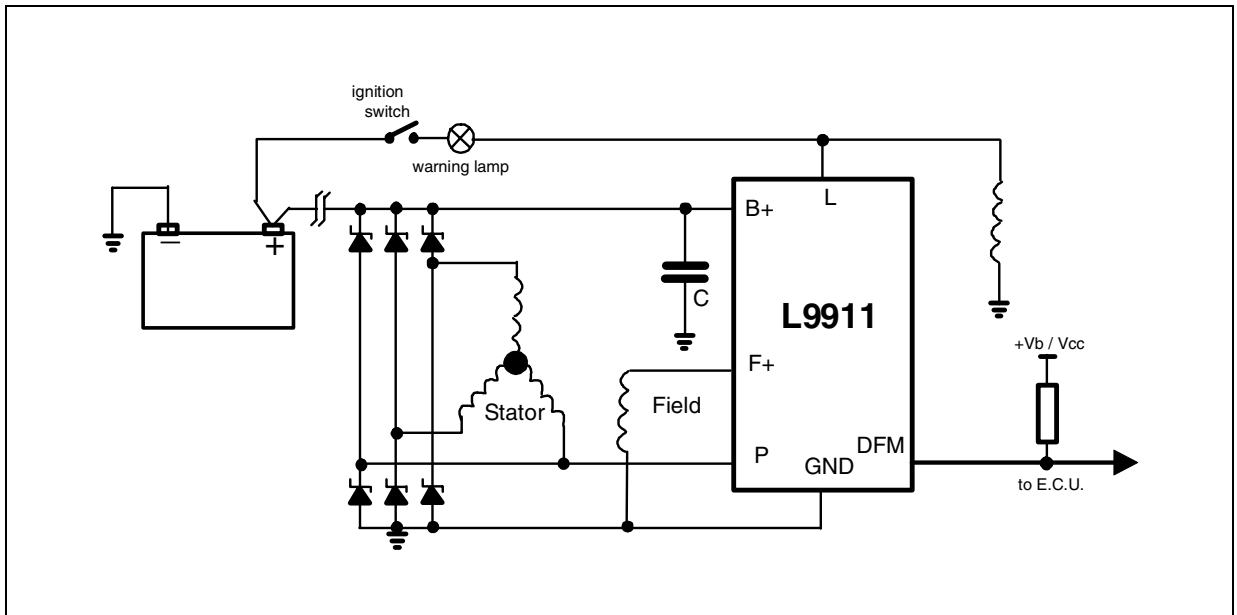 ignition
switch
warning lamp
B+
L
−
+
C
L9911
+Vb / Vcc
F+
Field
Stator
DFM
P
GND
to E.C.U.